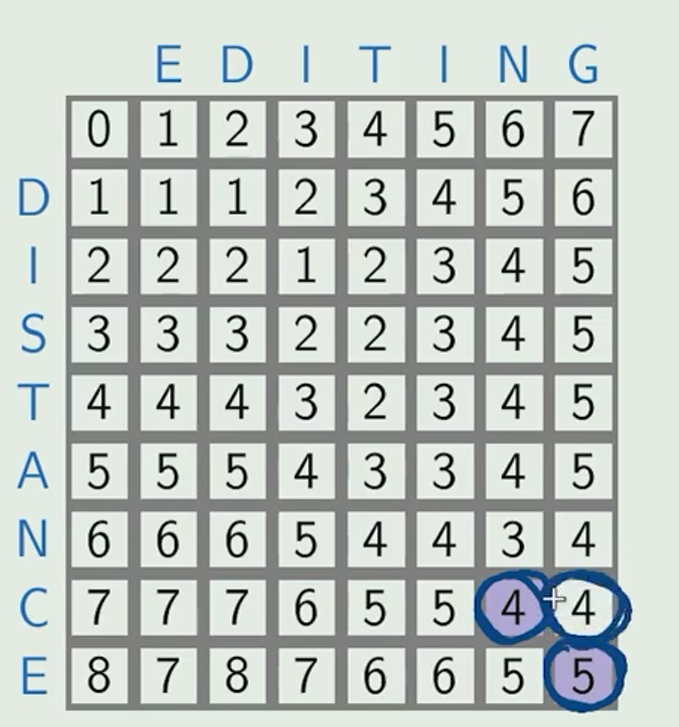 E D I T I N G
0 1 2 3 4 5 6 7
D 1 1 1 2 3 4 5 6
I 2 2 2 1 2 3 4 5
S 3 3 3 2 2 3 4 5
T 4 4 4 3 2 3 4 5
A 5 5 5 4 3 3 4 5
N 6 6 6 5 4 4 3 4
C 7 7 7 6 5 5 4 4
E 8 7 8 7 6 6 5 5